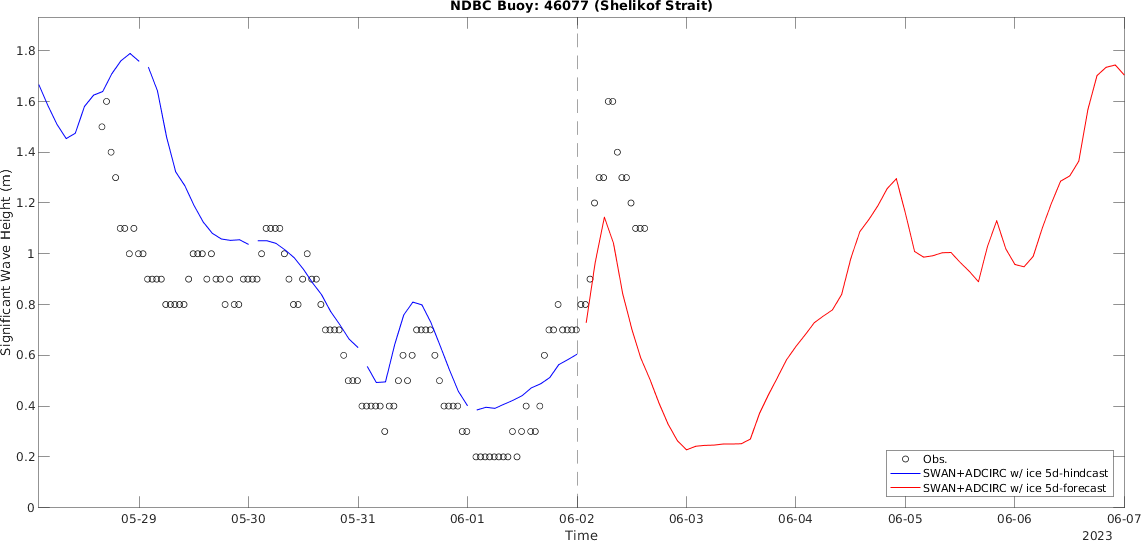 NDBC Buoy: 46077 (Shelikof Strait)
Significant Wave Height (m)
1.8
1.6
1.4
1.2
1
0.8
0.6
0.4
0.2
0
Obs.
SWAN+ADCIRC w/ ice 5d-hindcast
SWAN+ADCIRC w/ ice 5d-forecast
05-29 05-30 05-31 06-01 06-02 06-03 06-04 06-05 06-06 06-07
Time
2023